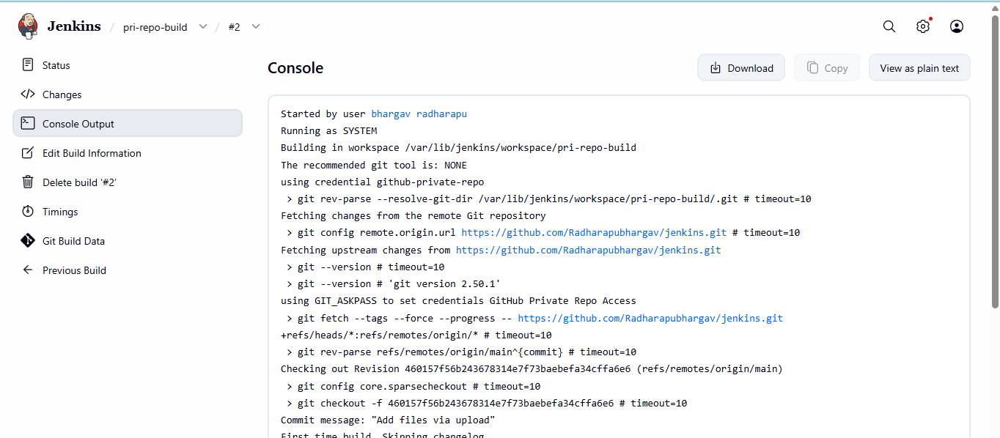 Jenkins / pri-repo-build / #2
Status
Changes
Console Output
Edit Build Information
Delete build ‘#2’
Timings
Git Build Data
Previous Build
Console
Download
Copy
View as plain text
Started by user bhargav radharapu
Running as SYSTEM
Building in workspace /var/lib/jenkins/workspace/pri-repo-build
The recommended git tool is: NONE
using credential github-private-repo
> git rev-parse --resolve-git-dir /var/lib/jenkins/workspace/pri-repo-build/.git # timeout=10
Fetching changes from the remote Git repository
> git config remote.origin.url https://github.com/Radharapubhargav/jenkins.git # timeout=10
Fetching upstream changes from https://github.com/Radharapubhargav/jenkins.git
> git --version # timeout=10
> git --version # 'git version 2.50.1'
using GIT_ASKPASS to set credentials GitHub Private Repo Access
> git fetch --tags --force --progress -- https://github.com/Radharapubhargav/jenkins.git
+refs/heads/*:refs/remotes/origin/* # timeout=10
> git rev-parse refs/remotes/origin/main^{commit} # timeout=10
Checking out Revision 460157f56b243678314e7f73baebefa34cffa6e6 (refs/remotes/origin/main)
> git config core.sparsecheckout # timeout=10
> git checkout -f 460157f56b243678314e7f73baebefa34cffa6e6 # timeout=10
Commit message: "Add files via upload"
First time build. Skipping changelog.